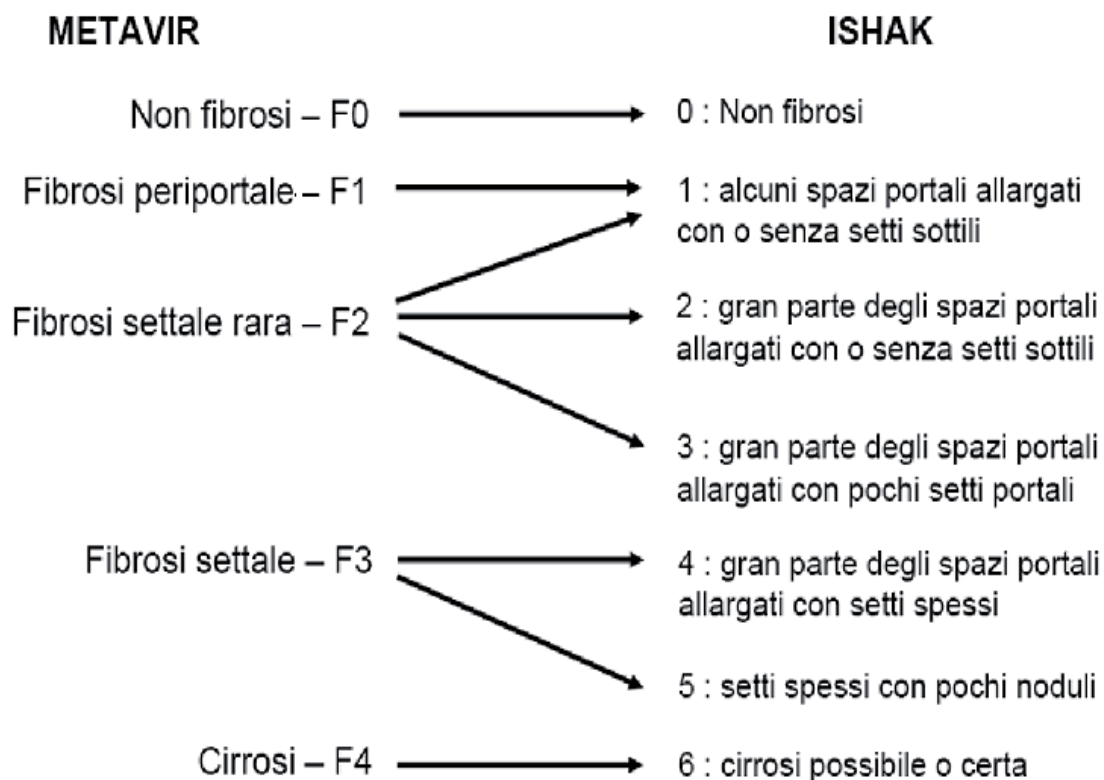 METAVIR
ISHAK
Non fibrosi – F0
0 : Non fibrosi
Fibrosi periportale – F1
1 : alcuni spazi portali allargati
con o senza setti sottili
Fibrosi settale rara – F2
2 : gran parte degli spazi portali
allargati con o senza setti sottili
3 : gran parte degli spazi portali
allargati con pochi setti portali
Fibrosi settale – F3
4 : gran parte degli spazi portali
allargati con setti spessi
5 : setti spessi con pochi noduli
Cirrosi – F4
6 : cirrosi possibile o certa